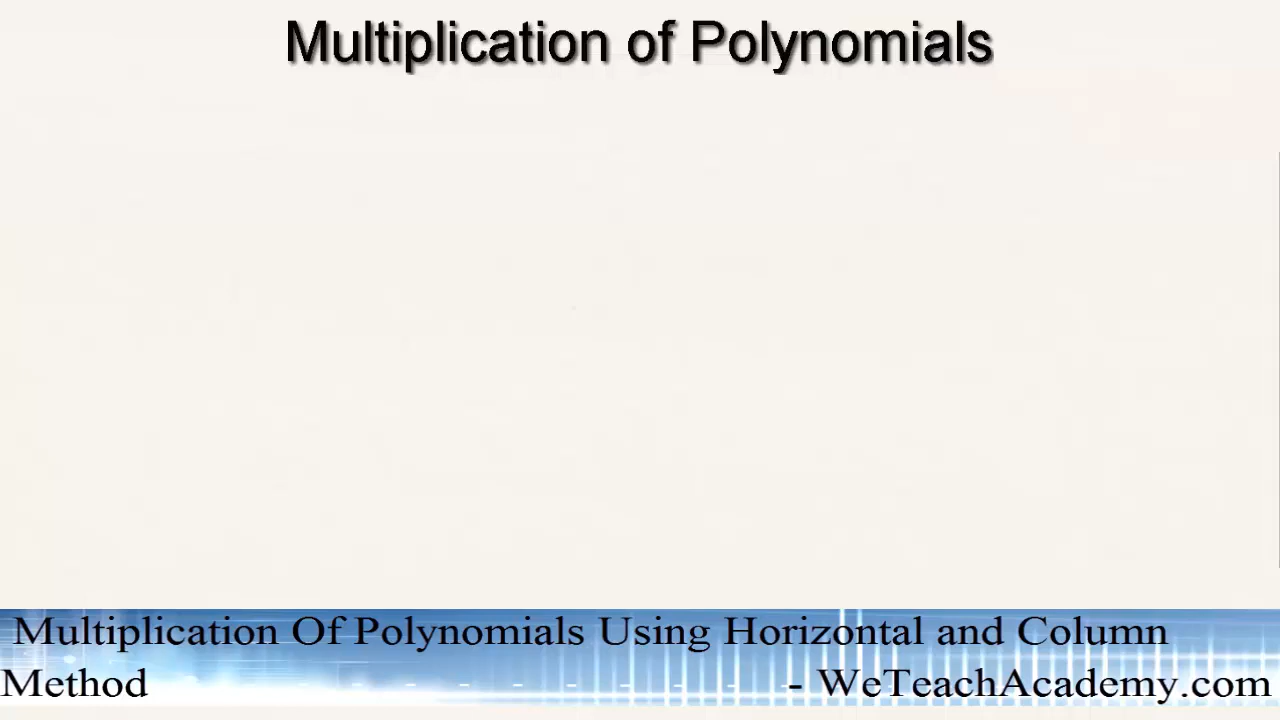 Multiplication of Polynomials
Multiplication Of Polynomials Using Horizontal and Column
Method - WeTeachAcademy.com